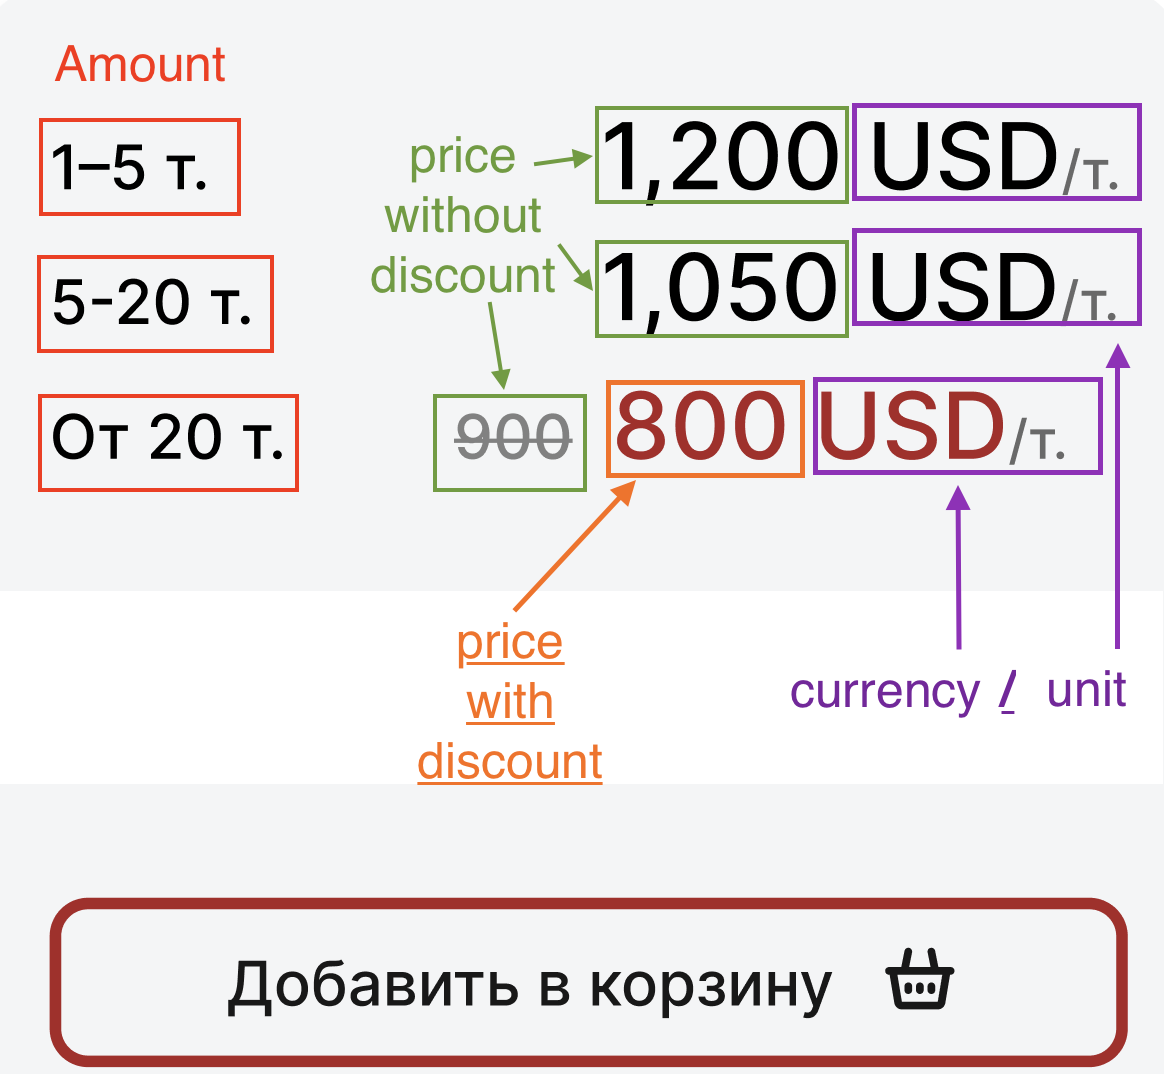 Amount
1–5 т.
price
without
discount
1,200 USD/т.
5-20 т.
1,050 USD/т.
От 20 т.
900 800 USD/т.
price
with
discount
currency / unit
Добавить в корзину